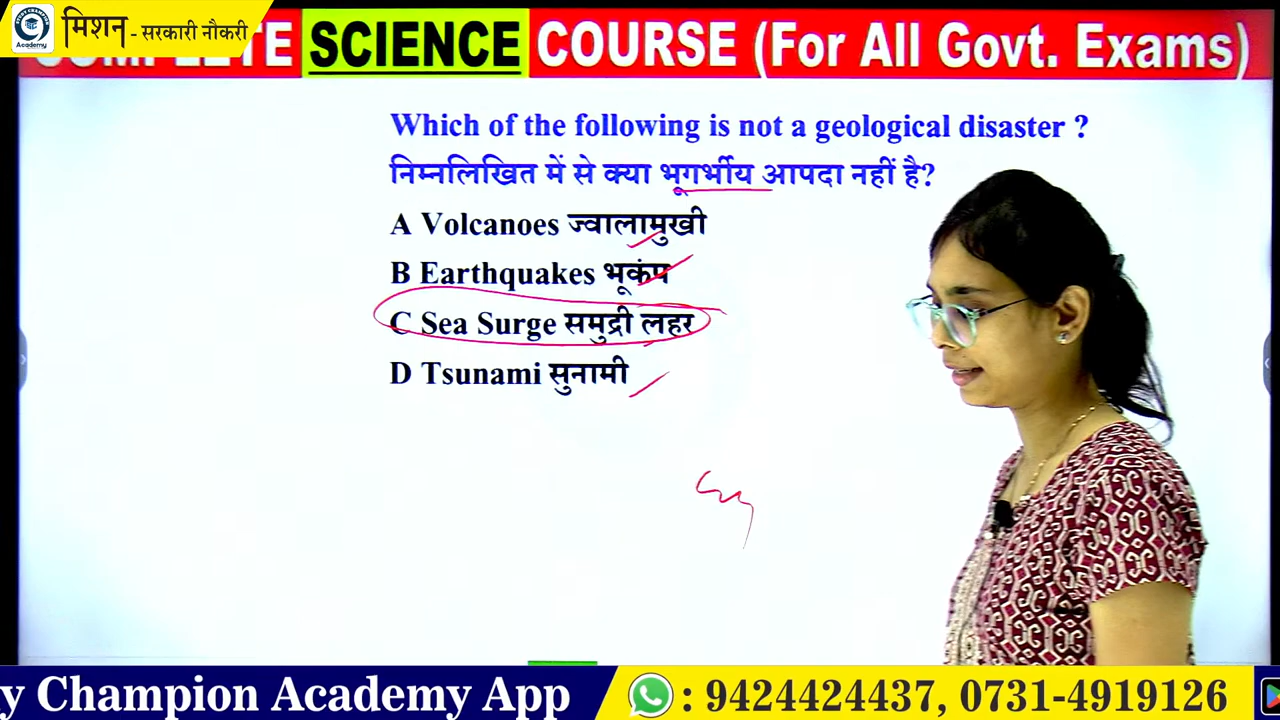 मिशन - सरकारी नौकरी
Academy
SCIENCE COURSE (For All Govt. Exams)
Which of the following is not a geological disaster ?
निम्नलिखित में से क्या भूगर्भीय आपदा नहीं है?
A Volcanoes ज्वालामुखी
B Earthquakes भूकंप
C Sea Surge समुद्री लहर
D Tsunami सुनामी
y Champion Academy App
: 9424424437, 0731-4919126